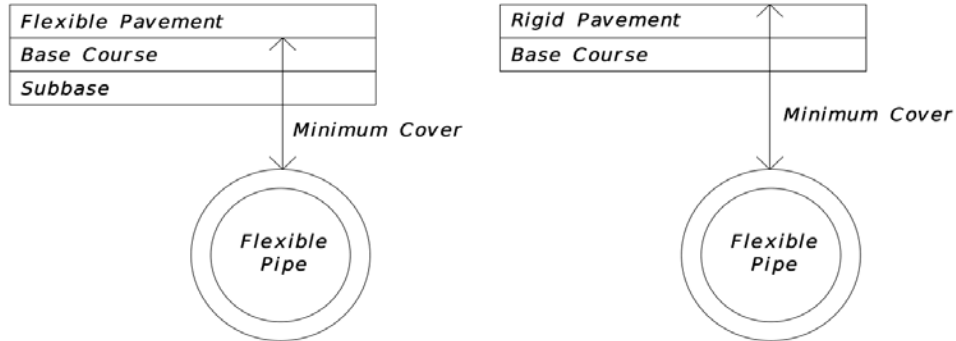 Flexible Pavement
Base Course
Subbase
Minimum Cover
Flexible
Pipe
Rigid Pavement
Base Course
Minimum Cover
Flexible
Pipe